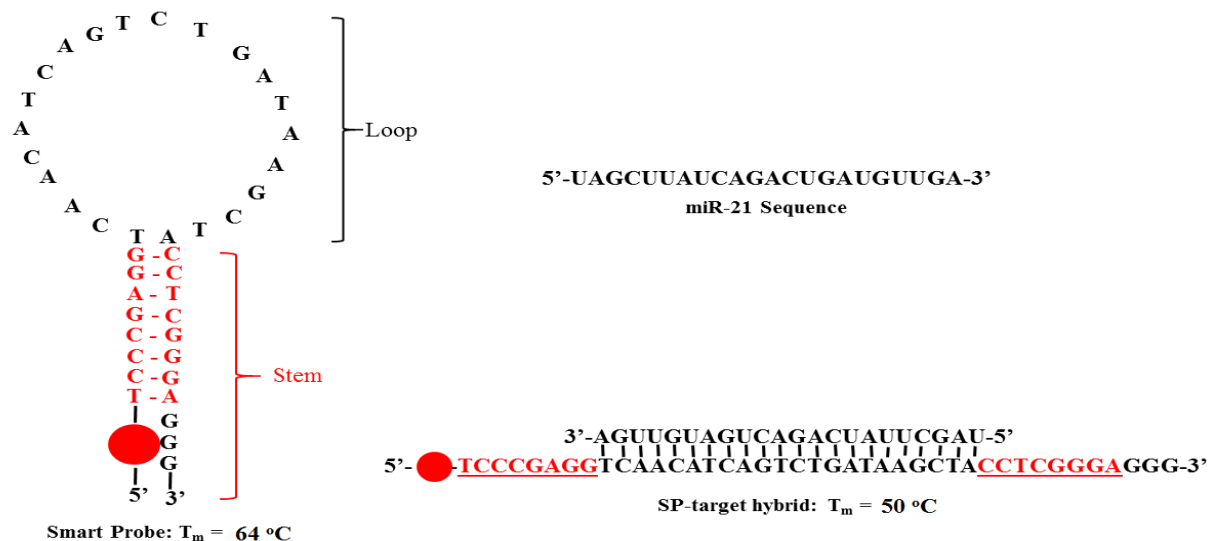 T C A A C A T C A G T C T G A T A A G C T A
Loop
G - C
G - C
A - T
G - C
C - G
C - G
C - G
T - A
G
G
G
5’ 3’
Stem
Smart Probe: Tm = 64 °C
5’-UAGCUUAUCAGACUGAUGUUGA-3’
miR-21 Sequence
3’-AGUUGUAGUCAGACUAUUCGAU-5’
5’- -TCCCGAGGTCAACATCAGTCTGATAAGCTACCTCGGGAGGG-3’
SP-target hybrid: Tm = 50 °C